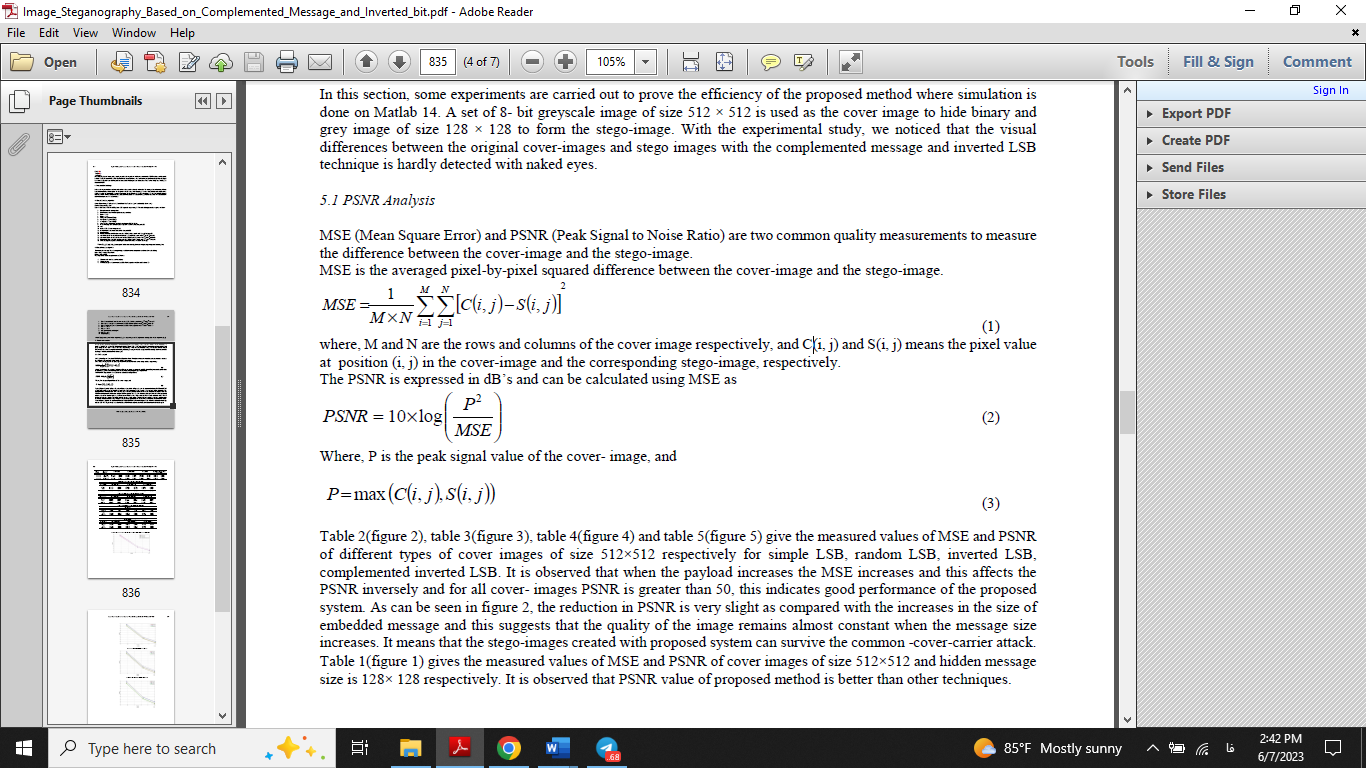 Image_Steganography_Based_on_Complemented_Message_and_Inverted_bit.pdf - Adobe Reader
File Edit View Window Help
Open 835 (4 of 7) 105% Tools Fill & Sign Comment
Sign In
Page Thumbnails
834
835
836
In this section, some experiments are carried out to prove the efficiency of the proposed method where simulation is
done on Matlab 14. A set of 8- bit greyscale image of size 512 × 512 is used as the cover image to hide binary and
grey image of size 128 × 128 to form the stego-image. With the experimental study, we noticed that the visual
differences between the original cover-images and stego images with the complemented message and inverted LSB
technique is hardly detected with naked eyes.
5.1 PSNR Analysis
MSE (Mean Square Error) and PSNR (Peak Signal to Noise Ratio) are two common quality measurements to measure
the difference between the cover-image and the stego-image.
MSE is the averaged pixel-by-pixel squared difference between the cover-image and the stego-image.
MSE = 1/(M×N) ∑_{i=1}^{M} ∑_{j=1}^{N} [C(i, j) − S(i, j)]^2 (1)
where, M and N are the rows and columns of the cover image respectively, and C(i, j) and S(i, j) means the pixel value
at position (i, j) in the cover-image and the corresponding stego-image, respectively.
The PSNR is expressed in dB’s and can be calculated using MSE as
PSNR = 10×log(P^2/MSE) (2)
Where, P is the peak signal value of the cover- image, and
P=max(C(i, j), S(i, j)) (3)
Table 2(figure 2), table 3(figure 3), table 4(figure 4) and table 5(figure 5) give the measured values of MSE and PSNR
of different types of cover images of size 512×512 respectively for simple LSB, random LSB, inverted LSB,
complemented inverted LSB. It is observed that when the payload increases the MSE increases and this affects the
PSNR inversely and for all cover- images PSNR is greater than 50, this indicates good performance of the proposed
system. As can be seen in figure 2, the reduction in PSNR is very slight as compared with the increases in the size of
embedded message and this suggests that the quality of the image remains almost constant when the message size
increases. It means that the stego-images created with proposed system can survive the common -cover-carrier attack.
Table 1(figure 1) gives the measured values of MSE and PSNR of cover images of size 512×512 and hidden message
size is 128× 128 respectively. It is observed that PSNR value of proposed method is better than other techniques.
Export PDF
Create PDF
Send Files
Store Files
Type here to search
.68
85°F Mostly sunny
فا
2:42 PM
6/7/2023